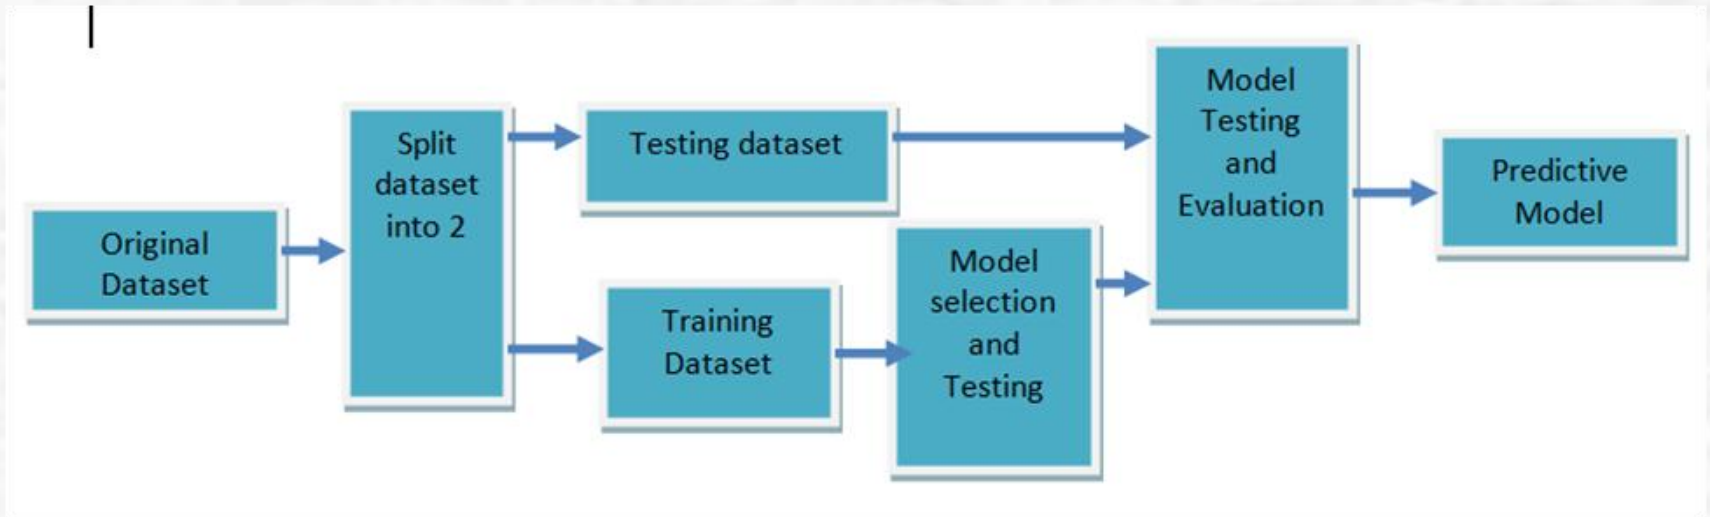 Original
Dataset
Split
dataset
into 2
Testing dataset
Training
Dataset
Model
selection
and
Testing
Model
Testing
and
Evaluation
Predictive
Model